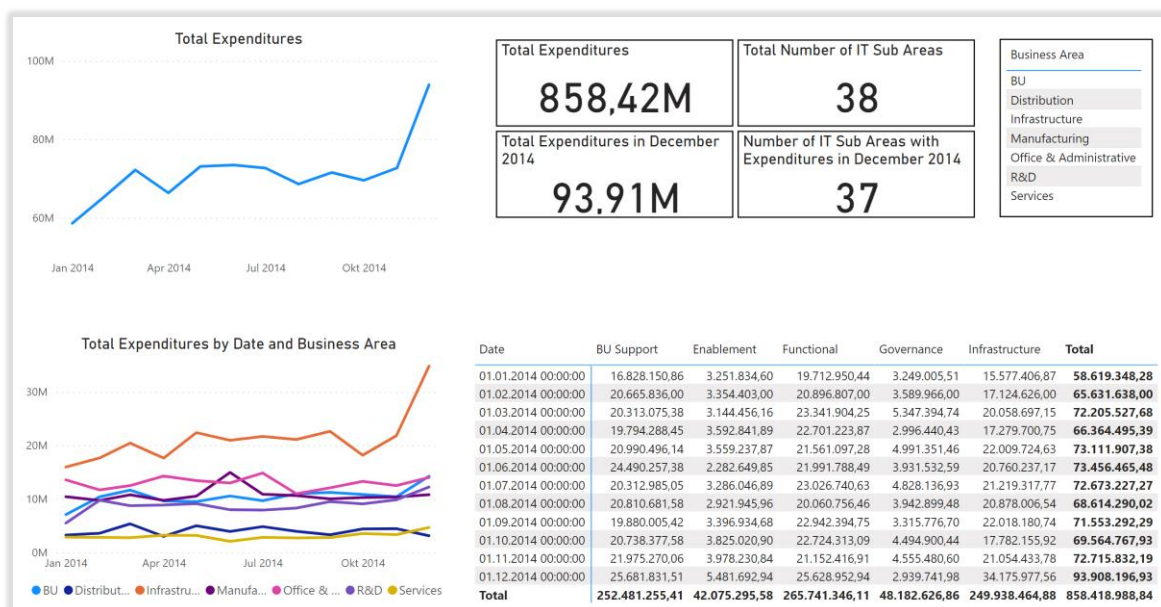 Total Expenditures
100M
80M
60M
Jan 2014 Apr 2014 Jul 2014 Okt 2014
Total Expenditures
858,42M
Total Number of IT Sub Areas
38
Total Expenditures in December
2014
93,91M
Number of IT Sub Areas with
Expenditures in December 2014
37
Business Area
BU
Distribution
Infrastructure
Manufacturing
Office & Administrative
R&D
Services
Total Expenditures by Date and Business Area
30M
20M
10M
0M
Jan 2014 Apr 2014 Jul 2014 Okt 2014
BU Distribut... Infrastru... Manufa... Office & ... R&D Services
Date BU Support Enablement Functional Governance Infrastructure Total
01.01.2014 00:00:00 16.828.150,86 3.251.834,60 19.712.950,44 3.249.005,51 15.577.406,87 58.619.348,28
01.02.2014 00:00:00 20.665.836,00 3.354.403,00 20.896.807,00 3.589.966,00 17.124.626,00 65.631.638,00
01.03.2014 00:00:00 20.313.075,38 3.144.456,16 23.341.904,25 5.347.394,74 20.058.697,15 72.205.527,68
01.04.2014 00:00:00 19.794.288,45 3.592.841,89 22.701.223,87 2.996.440,43 17.279.700,75 66.364.495,39
01.05.2014 00:00:00 20.990.496,14 3.559.237,87 21.561.097,28 4.991.351,46 22.009.724,63 73.111.907,38
01.06.2014 00:00:00 24.490.257,38 2.282.649,85 21.991.788,49 3.931.532,59 20.760.237,17 73.456.465,48
01.07.2014 00:00:00 20.312.985,05 3.286.046,89 23.026.740,63 4.828.136,93 21.219.317,77 72.673.227,27
01.08.2014 00:00:00 20.810.681,58 2.921.945,96 20.060.756,46 3.942.899,48 20.878.006,54 68.614.290,02
01.09.2014 00:00:00 19.880.005,42 3.396.934,68 22.942.394,75 3.315.776,70 22.018.180,74 71.553.292,29
01.10.2014 00:00:00 20.738.377,58 3.825.020,90 22.724.313,09 4.494.900,44 17.782.155,92 69.564.767,93
01.11.2014 00:00:00 21.975.270,06 3.978.230,84 21.152.416,91 4.555.480,60 21.054.433,78 72.715.832,19
01.12.2014 00:00:00 25.681.831,51 5.481.692,94 25.628.952,94 2.939.741,98 34.175.977,56 93.908.196,93
Total 252.481.255,41 42.075.295,58 265.741.346,11 48.182.626,86 249.938.464,88 858.418.988,84